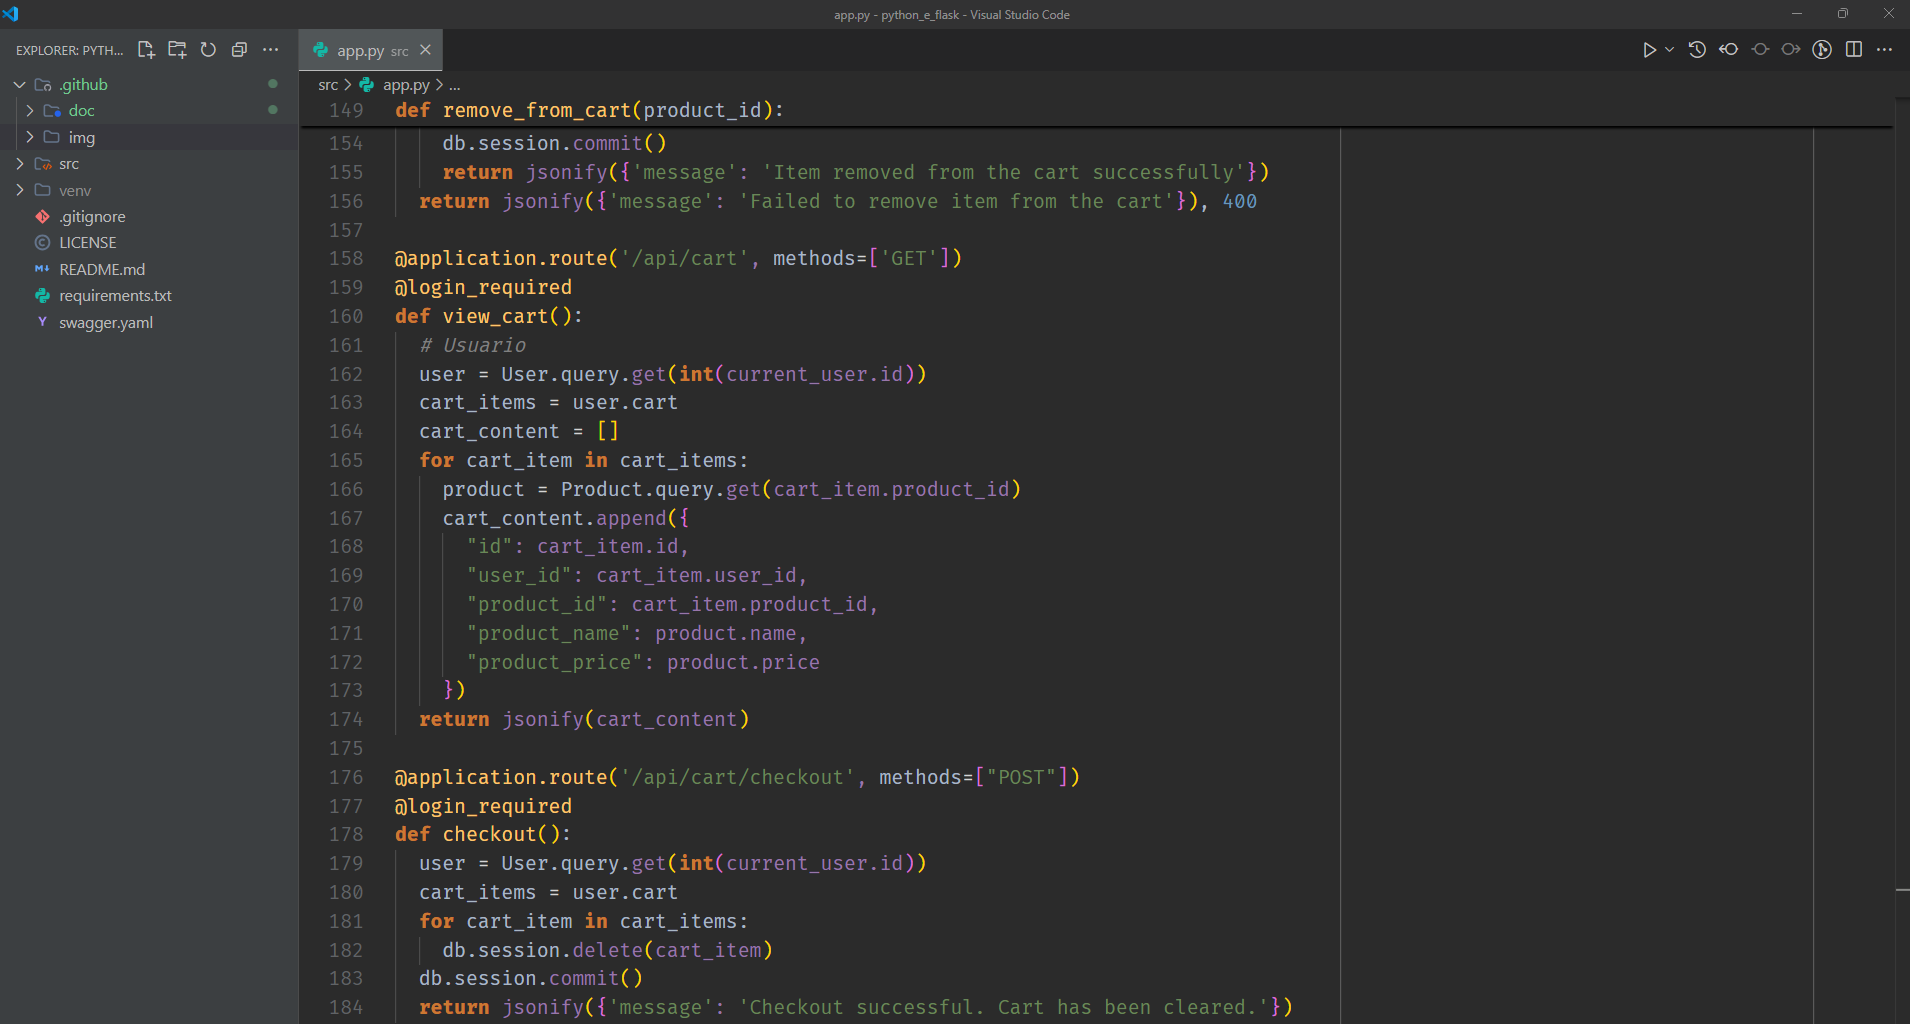 app.py - python_e_flask - Visual Studio Code
EXPLORER: PYTH...
.github
doc
img
src
venv
.gitignore
LICENSE
README.md
requirements.txt
swagger.yaml
app.py src
src > app.py > ...
149 def remove_from_cart(product_id):
154 db.session.commit()
155 return jsonify({'message': 'Item removed from the cart successfully'})
156 return jsonify({'message': 'Failed to remove item from the cart'}), 400
157
158 @application.route('/api/cart', methods=['GET'])
159 @login_required
160 def view_cart():
161 # Usuario
162 user = User.query.get(int(current_user.id))
163 cart_items = user.cart
164 cart_content = []
165 for cart_item in cart_items:
166 product = Product.query.get(cart_item.product_id)
167 cart_content.append({
168 "id": cart_item.id,
169 "user_id": cart_item.user_id,
170 "product_id": cart_item.product_id,
171 "product_name": product.name,
172 "product_price": product.price
173 })
174 return jsonify(cart_content)
175
176 @application.route('/api/cart/checkout', methods=["POST"])
177 @login_required
178 def checkout():
179 user = User.query.get(int(current_user.id))
180 cart_items = user.cart
181 for cart_item in cart_items:
182 db.session.delete(cart_item)
183 db.session.commit()
184 return jsonify({'message': 'Checkout successful. Cart has been cleared.'})